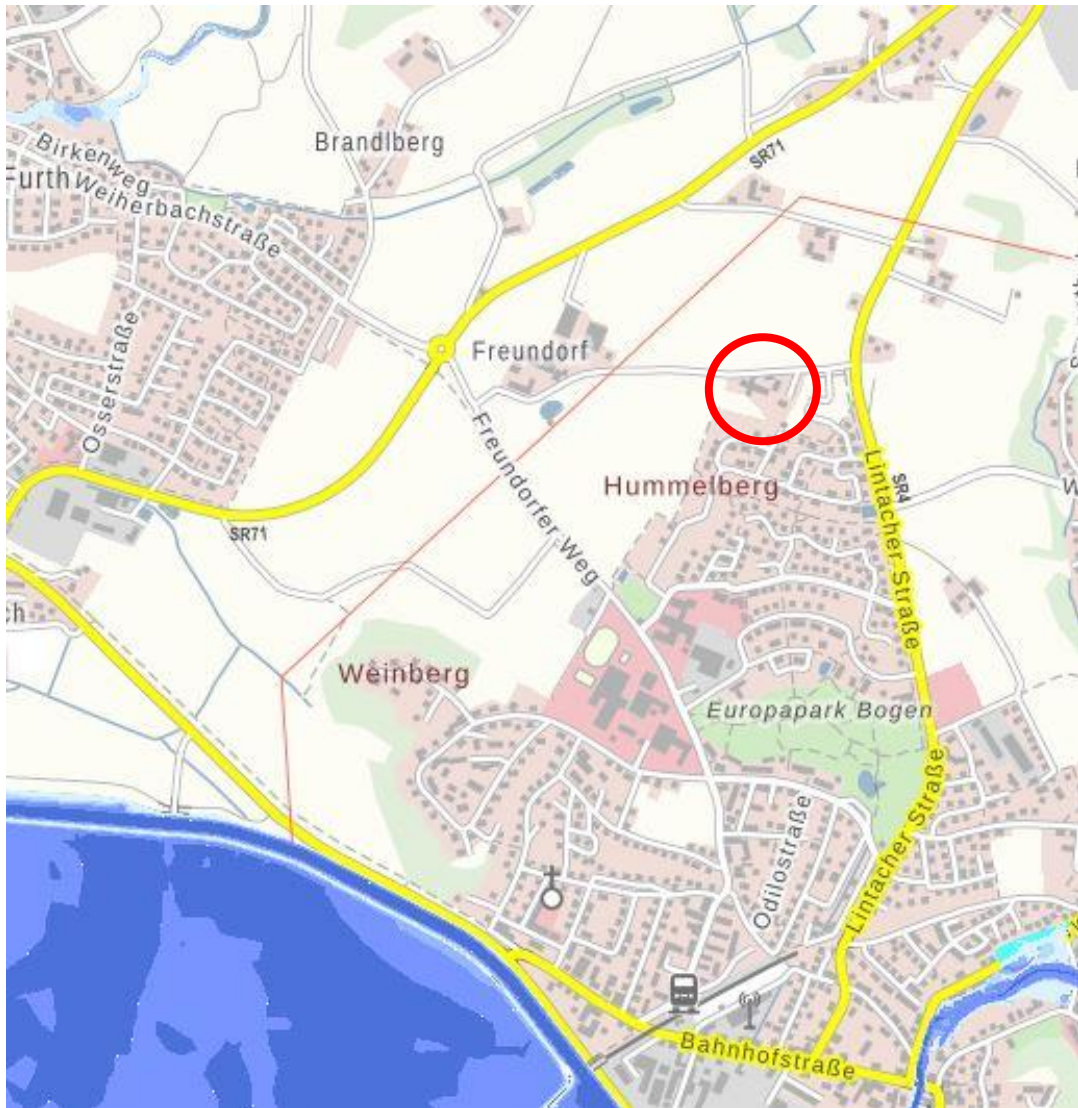 Brandlberg
Birkenweg
Furth
Weiherbachstraße
SR71
Freundorf
Osserstraße
Freundorfer Weg
Hummelberg
Lintacher Straße
SR4
SR71
Weinberg
Europapark Bogen
Odilostraße
Lintacher Straße
Bahnhofstraße